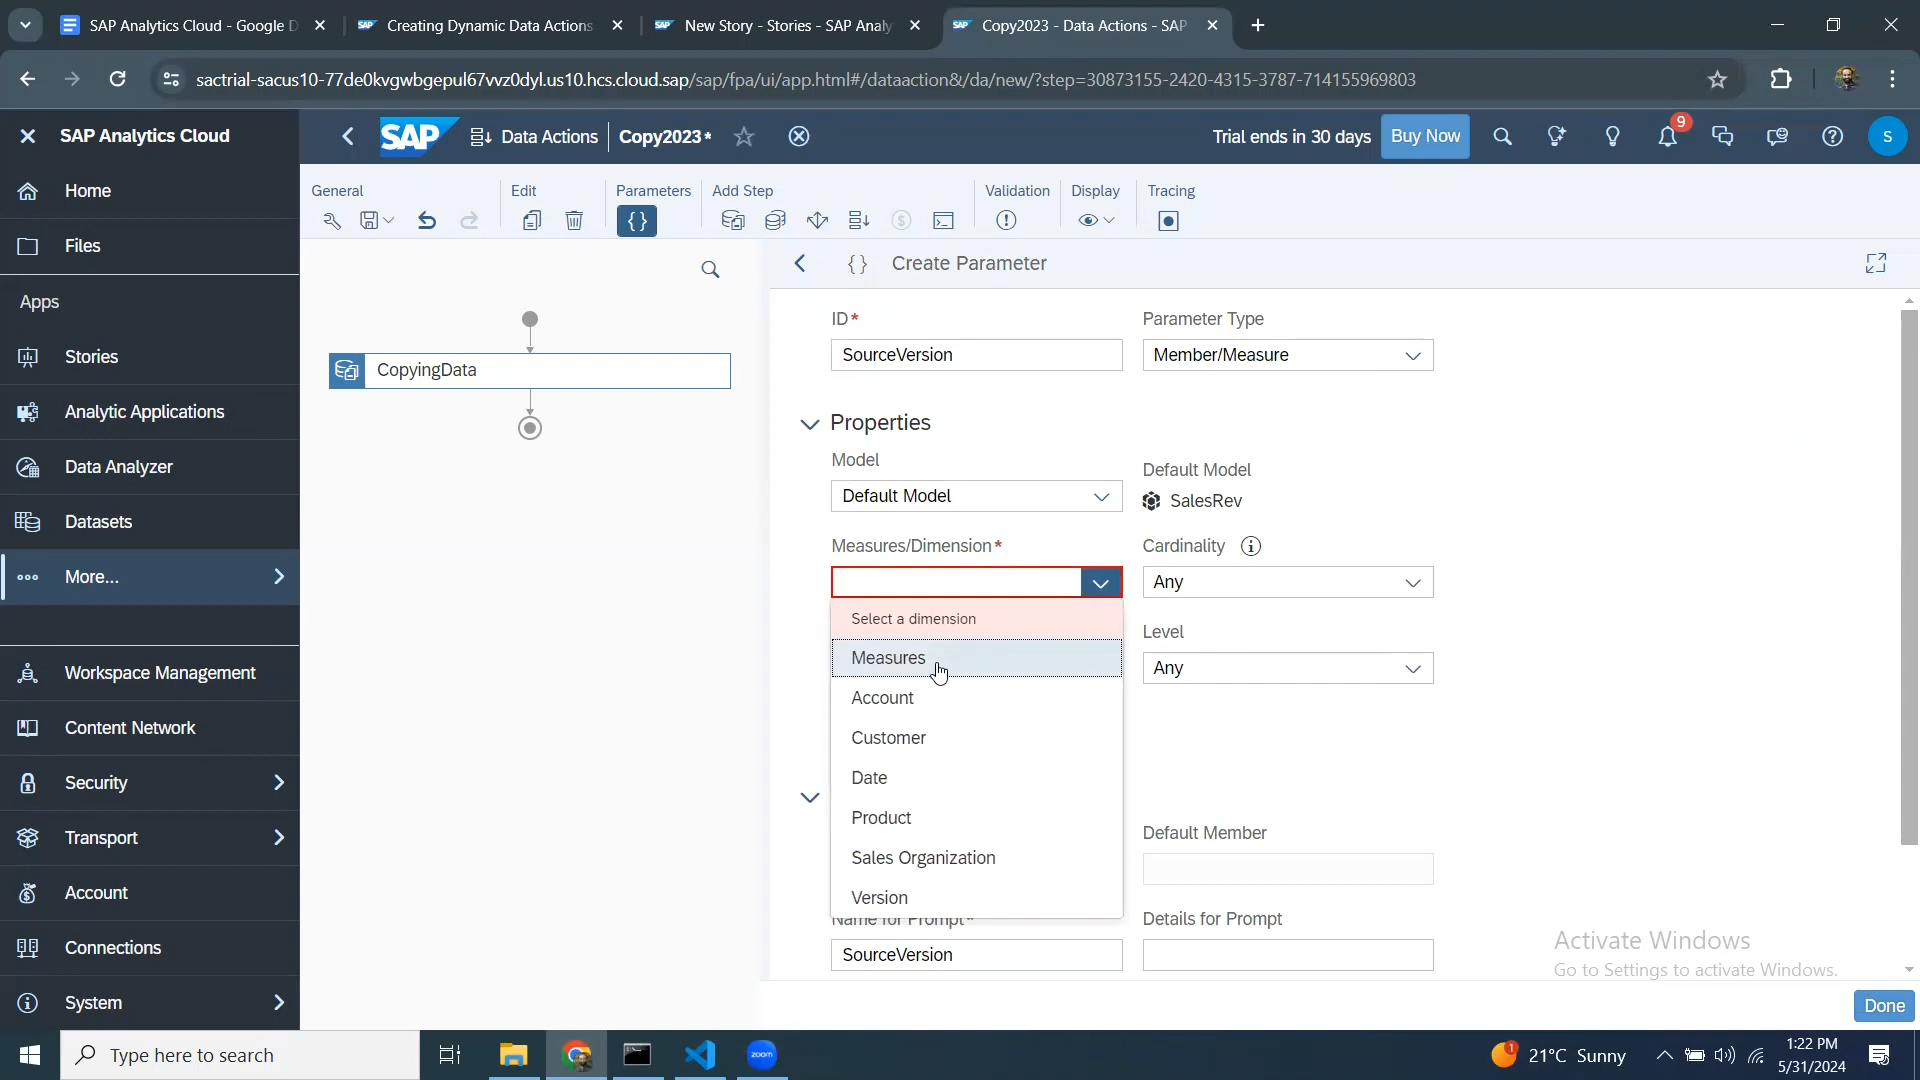 SAP Analytics Cloud - Google D
Creating Dynamic Data Actions
New Story - Stories - SAP Analy
Copy2023 - Data Actions - SAP
sactrial-sacus10-77de0kvgwbgepul67vvz0dyl.us10.hcs.cloud.sap/sap/fpa/ui/app.html#/dataaction&/da/new/?step=30873155-2420-4315-3787-714155969803
SAP Analytics Cloud
SAP
Data Actions
Copy2023*
Trial ends in 30 days
Buy Now
9
S
Home
Files
Apps
Stories
Analytic Applications
Data Analyzer
Datasets
More...
Workspace Management
Content Network
Security
Transport
Account
Connections
System
General
Edit
Parameters
Add Step
Validation
Display
Tracing
CopyingData
Create Parameter
ID*
Parameter Type
SourceVersion
Member/Measure
Properties
Model
Default Model
Default Model
SalesRev
Measures/Dimension*
Cardinality
Any
Select a dimension
Level
Measures
Any
Account
Customer
Date
Product
Default Member
Sales Organization
Version
Name for Prompt*
Details for Prompt
SourceVersion
Activate Windows
Go to Settings to activate Windows.
Done
Type here to search
zoom
1
21°C Sunny
1:22 PM
5/31/2024